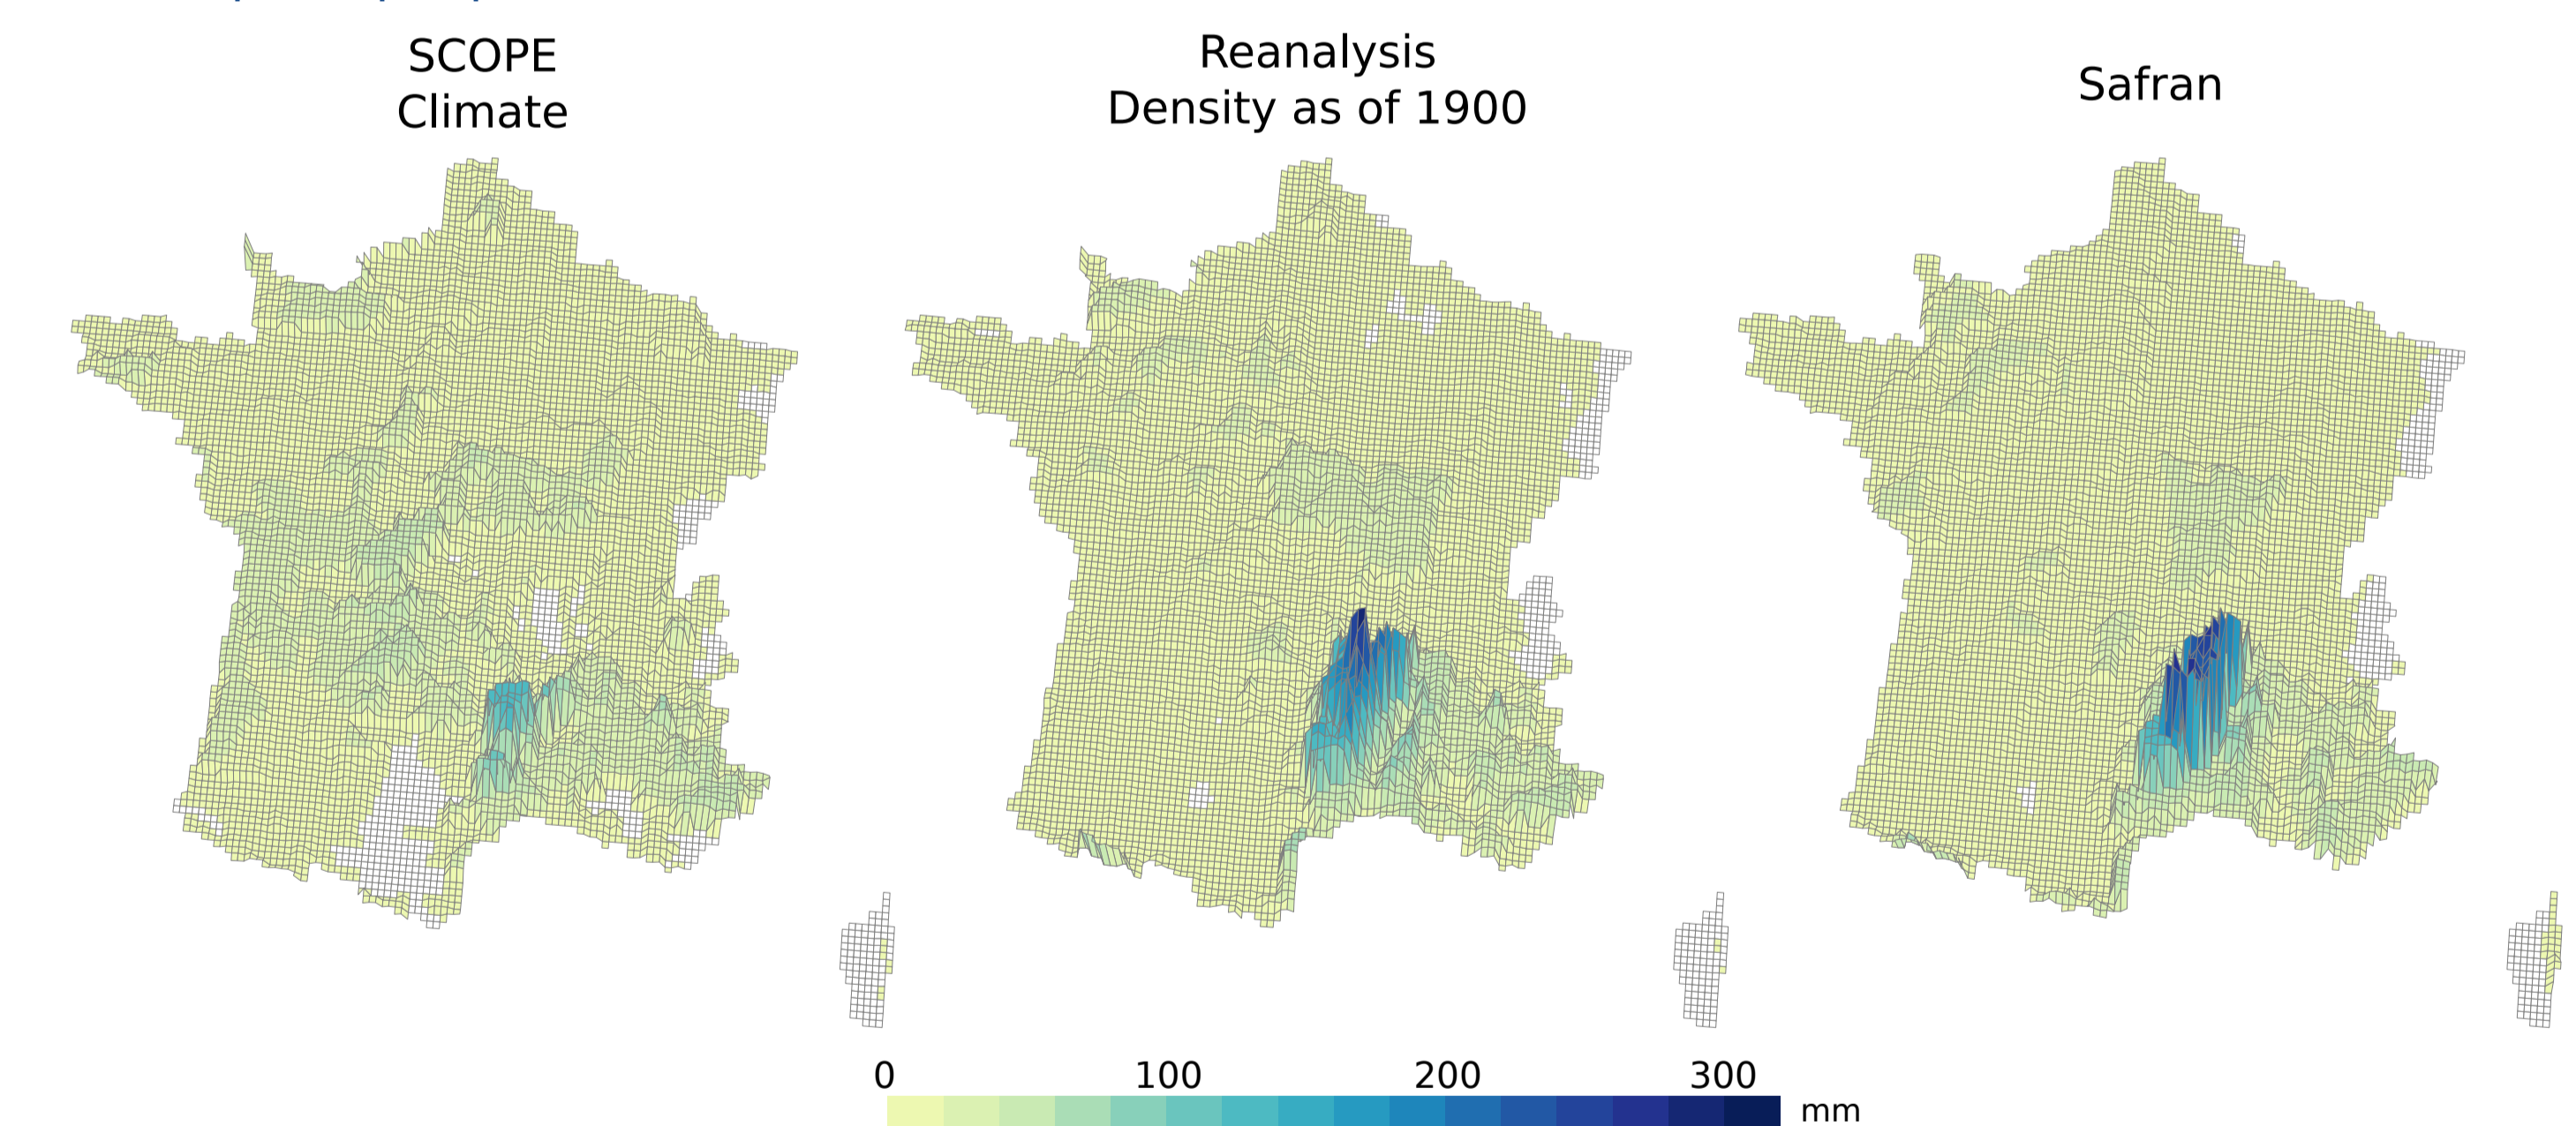 SCOPE
Climate
Reanalysis
Density as of 1900
Safran
0 100 200 300
mm